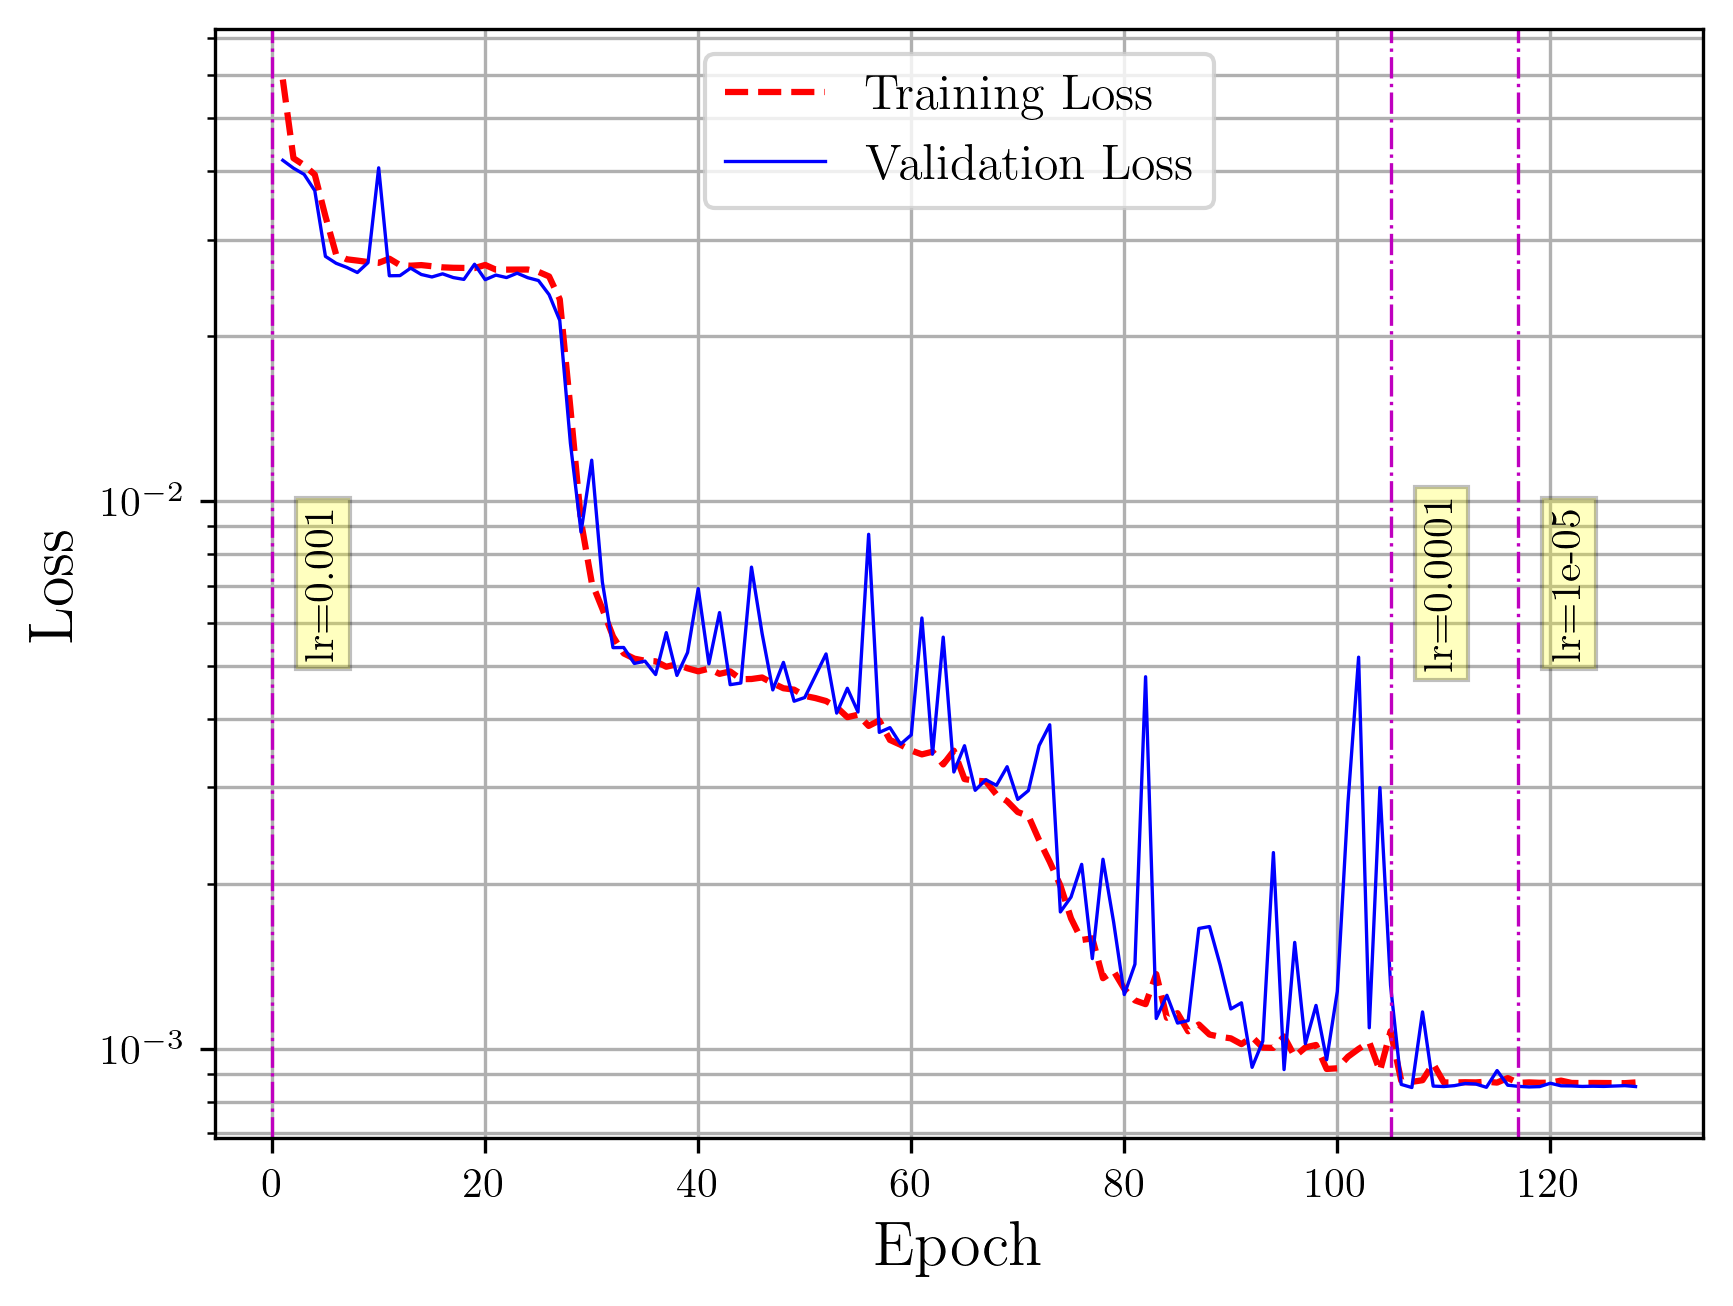 Training Loss
Validation Loss
Loss
10⁻²
10⁻³
lr=0.001
lr=0.0001
lr=1e-05
0 20 40 60 80 100 120
Epoch